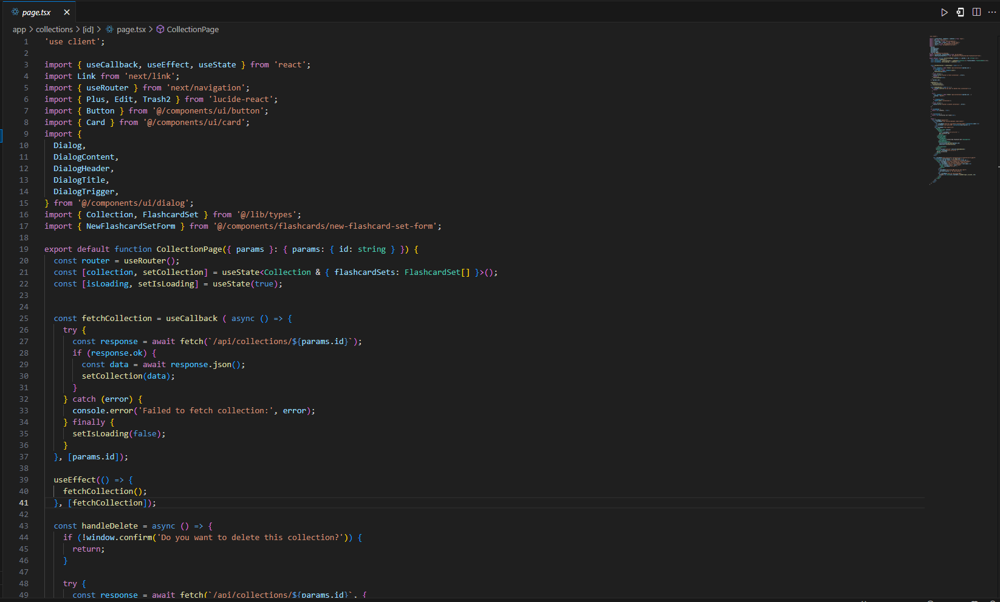 page.tsx
app > collections > [id] > page.tsx > CollectionPage
1 'use client';
2
3 import { useCallback, useEffect, useState } from 'react';
4 import Link from 'next/link';
5 import { useRouter } from 'next/navigation';
6 import { Plus, Edit, Trash2 } from 'lucide-react';
7 import { Button } from '@/components/ui/button';
8 import { Card } from '@/components/ui/card';
9 import {
10   Dialog,
11   DialogContent,
12   DialogHeader,
13   DialogTitle,
14   DialogTrigger,
15 } from '@/components/ui/dialog';
16 import { Collection, FlashcardSet } from '@/lib/types';
17 import { NewFlashcardSetForm } from '@/components/flashcards/new-flashcard-set-form';
18
19 export default function CollectionPage({ params }: { params: { id: string } }) {
20   const router = useRouter();
21   const [collection, setCollection] = useState<Collection & { flashcardSets: FlashcardSet[] }>();
22   const [isLoading, setIsLoading] = useState(true);
23
24
25   const fetchCollection = useCallback ( async () => {
26     try {
27       const response = await fetch(`/api/collections/${params.id}`);
28       if (response.ok) {
29         const data = await response.json();
30         setCollection(data);
31       }
32     } catch (error) {
33       console.error('Failed to fetch collection:', error);
34     } finally {
35       setIsLoading(false);
36     }
37   }, [params.id]);
38
39   useEffect(() => {
40     fetchCollection();
41   }, [fetchCollection]);
42
43   const handleDelete = async () => {
44     if (!window.confirm('Do you want to delete this collection?')) {
45       return;
46     }
47
48     try {
49       const response = await fetch(`/api/collections/${params.id}`, {